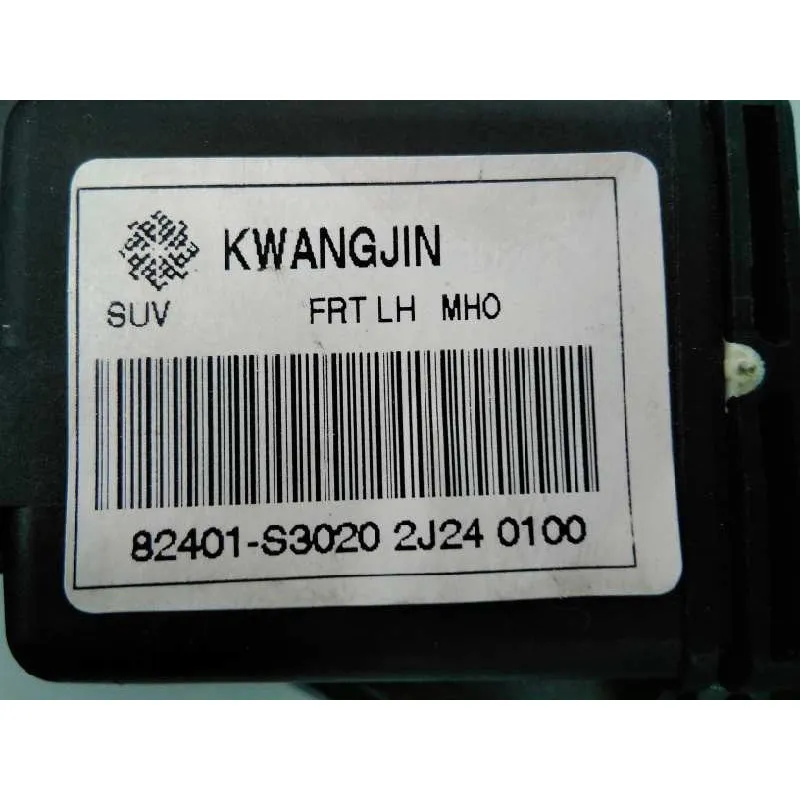 KWANGJIN
SUV FRT LH MHO
82401-S3020 2J24 0100